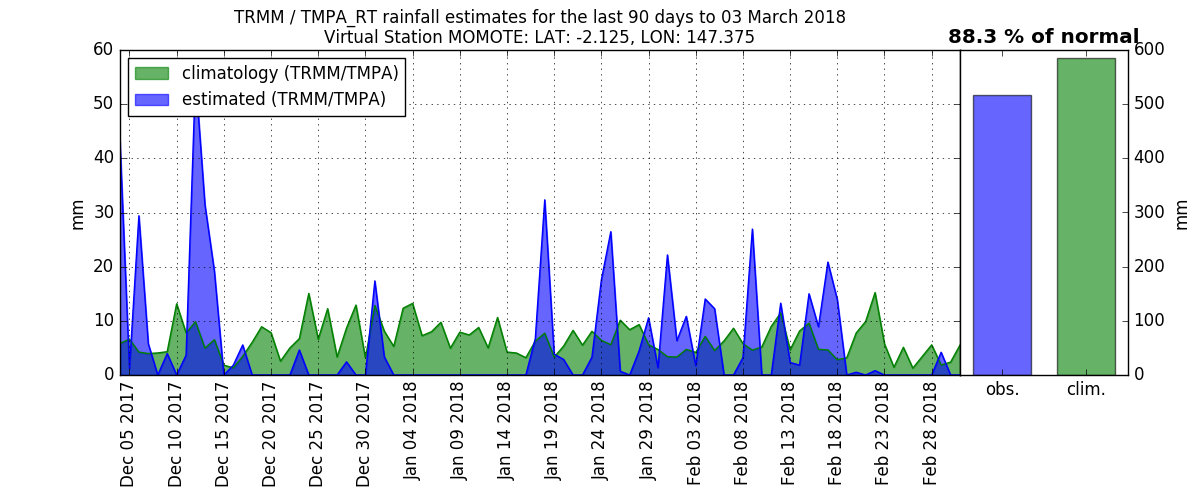 TRMM / TMPA_RT rainfall estimates for the last 90 days to 03 March 2018
Virtual Station MOMOTE: LAT: -2.125, LON: 147.375
88.3 % of normal
climatology (TRMM/TMPA)
estimated (TRMM/TMPA)
60
50
40
30
20
10
0
mm
Dec 05 2017
Dec 10 2017
Dec 15 2017
Dec 20 2017
Dec 25 2017
Dec 30 2017
Jan 04 2018
Jan 09 2018
Jan 14 2018
Jan 19 2018
Jan 24 2018
Jan 29 2018
Feb 03 2018
Feb 08 2018
Feb 13 2018
Feb 18 2018
Feb 23 2018
Feb 28 2018
obs.
clim.
600
500
400
300
200
100
0
mm